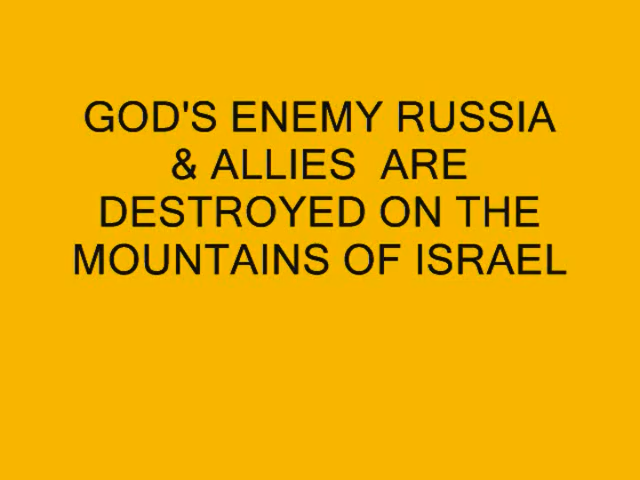 GOD'S ENEMY RUSSIA
& ALLIES  ARE
DESTROYED ON THE
MOUNTAINS OF ISRAEL